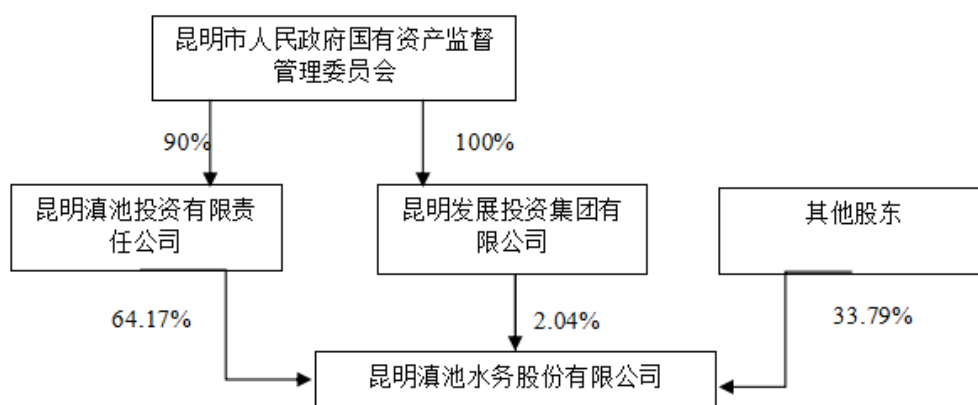 昆明市人民政府国有资产监督
管理委员会
90%
100%
昆明滇池投资有限责
任公司
昆明发展投资集团有
限公司
其他股东
64.17%
2.04%
33.79%
昆明滇池水务股份有限公司